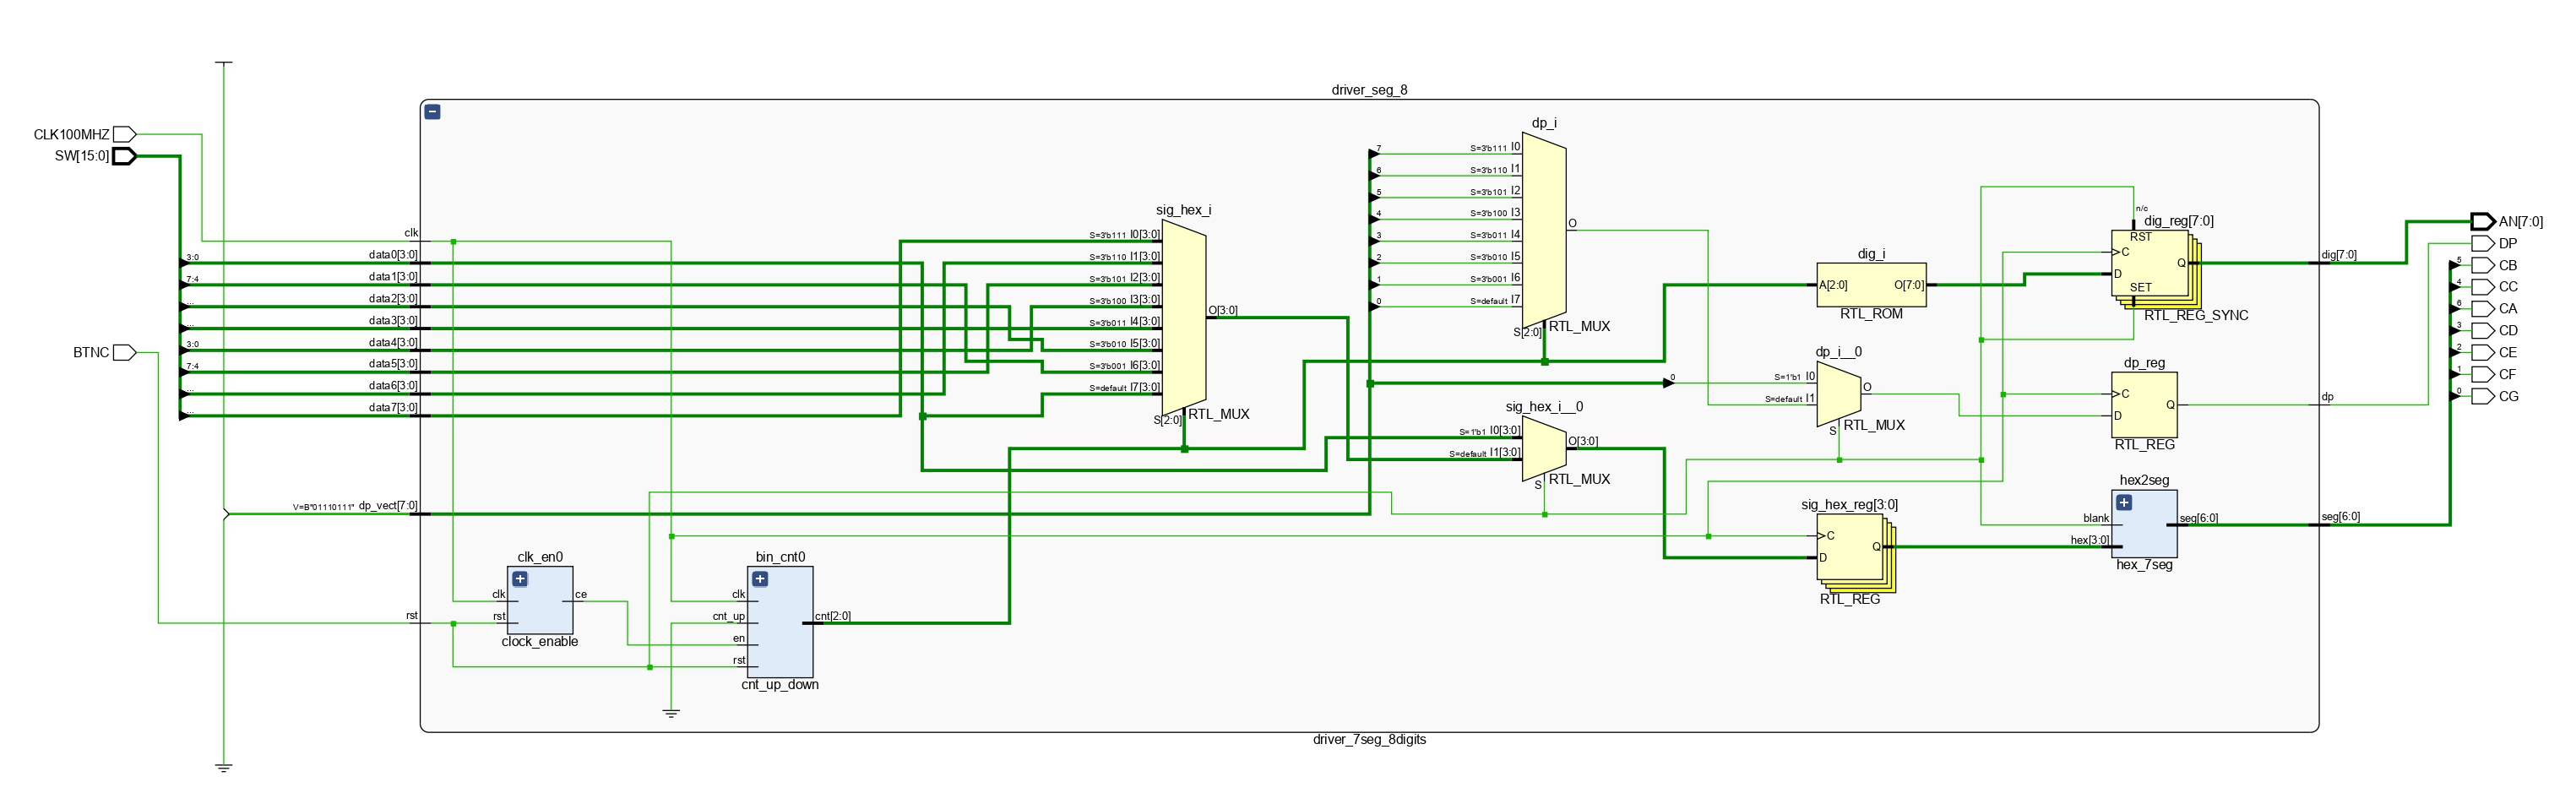 driver_seg_8
CLK100MHZ
SW[15:0]
BTNC
3:0
7:4
...
...
3:0
7:4
...
...
clk
data0[3:0]
data1[3:0]
data2[3:0]
data3[3:0]
data4[3:0]
data5[3:0]
data6[3:0]
data7[3:0]
V=B"01110111" dp_vect[7:0]
rst
clk_en0
clk
rst
ce
clock_enable
bin_cnt0
clk
cnt_up
en
rst
cnt[2:0]
cnt_up_down
sig_hex_i
S=3'b111 I0[3:0]
S=3'b110 I1[3:0]
S=3'b101 I2[3:0]
S=3'b100 I3[3:0]
S=3'b011 I4[3:0]
S=3'b010 I5[3:0]
S=3'b001 I6[3:0]
S=default I7[3:0]
O[3:0]
S[2:0]
RTL_MUX
dp_i
7
6
5
4
3
2
1
0
S=3'b111 I0
S=3'b110 I1
S=3'b101 I2
S=3'b100 I3
S=3'b011 I4
S=3'b010 I5
S=3'b001 I6
S=default I7
O
S[2:0]
RTL_MUX
sig_hex_i__0
S=1'b1 I0[3:0]
S=default I1[3:0]
O[3:0]
S
RTL_MUX
dig_i
A[2:0]
O[7:0]
RTL_ROM
0
dp_i__0
S=1'b1 I0
S=default I1
O
S
RTL_MUX
sig_hex_reg[3:0]
C
D
Q
RTL_REG
n/c
dig_reg[7:0]
RST
C
Q
D
SET
RTL_REG_SYNC
dp_reg
C
Q
D
RTL_REG
hex2seg
blank
hex[3:0]
seg[6:0]
hex_7seg
dig[7:0]
dp
seg[6:0]
AN[7:0]
DP
5
CB
4
CC
6
CA
3
CD
2
CE
1
CF
0
CG
driver_7seg_8digits